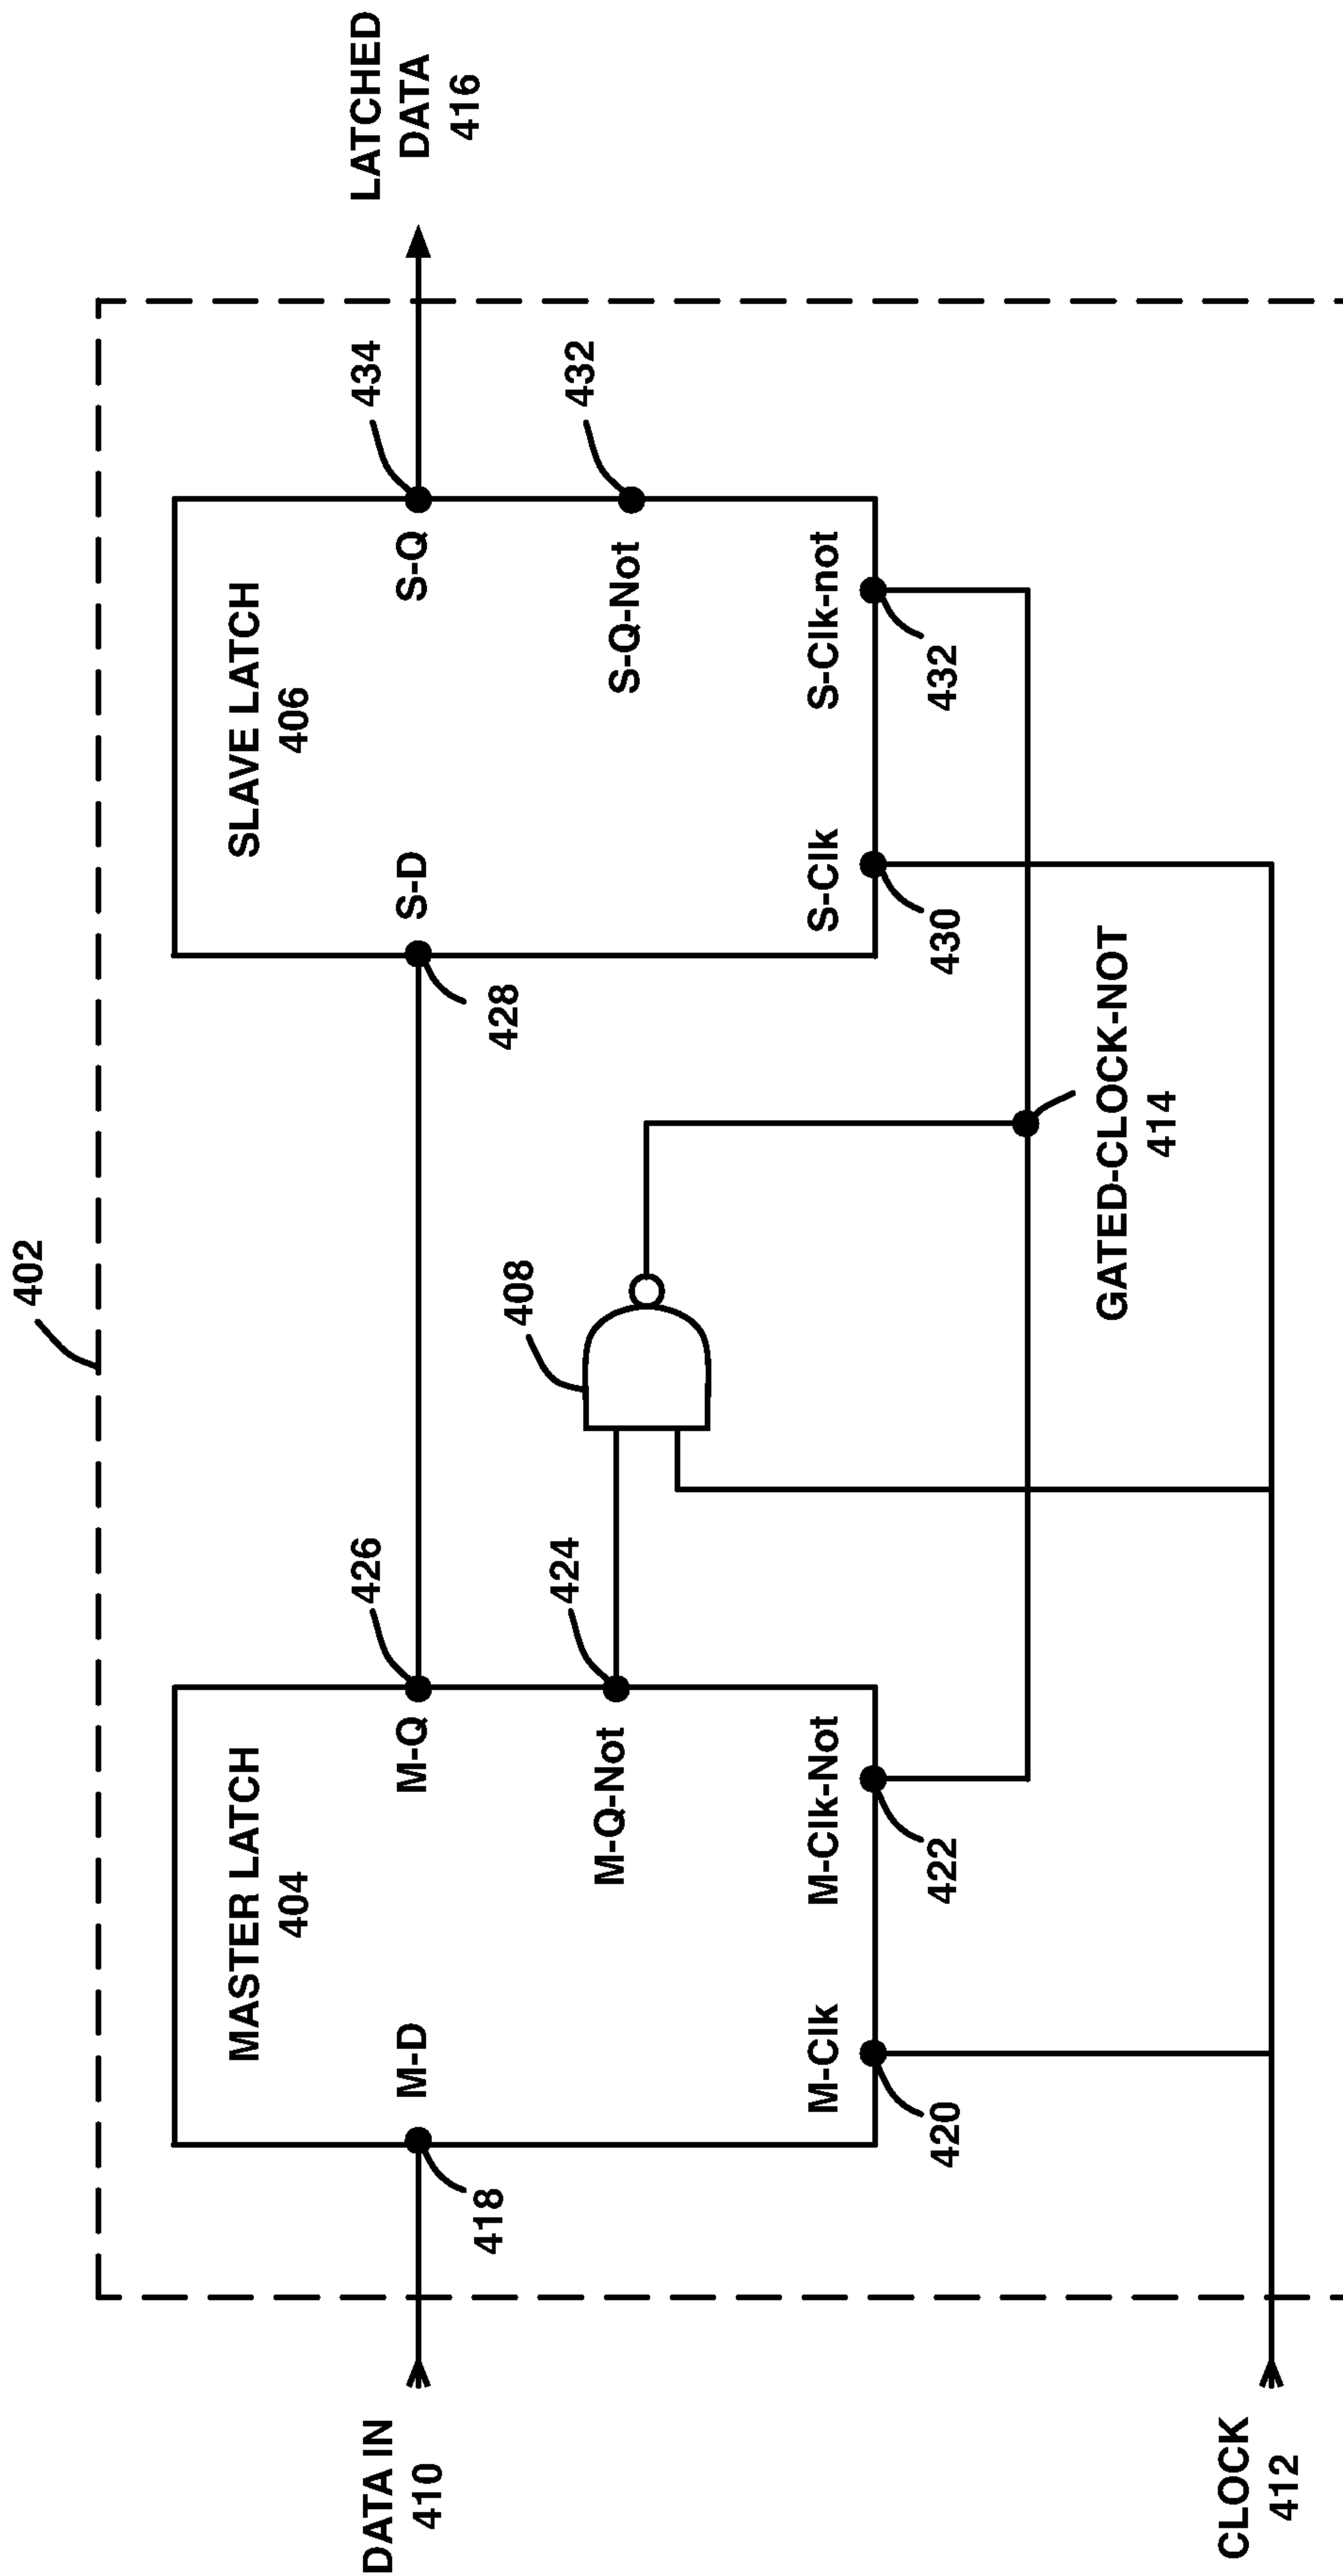 402
MASTER LATCH
404
SLAVE LATCH
406
DATA IN
410
M-D
418
M-Q
426
S-D
428
S-Q
434
LATCHED
DATA
416
M-Q-Not
424
408
S-Q-Not
432
M-Clk
420
M-Clk-Not
422
S-Clk
430
S-Clk-not
432
GATED-CLOCK-NOT
414
CLOCK
412